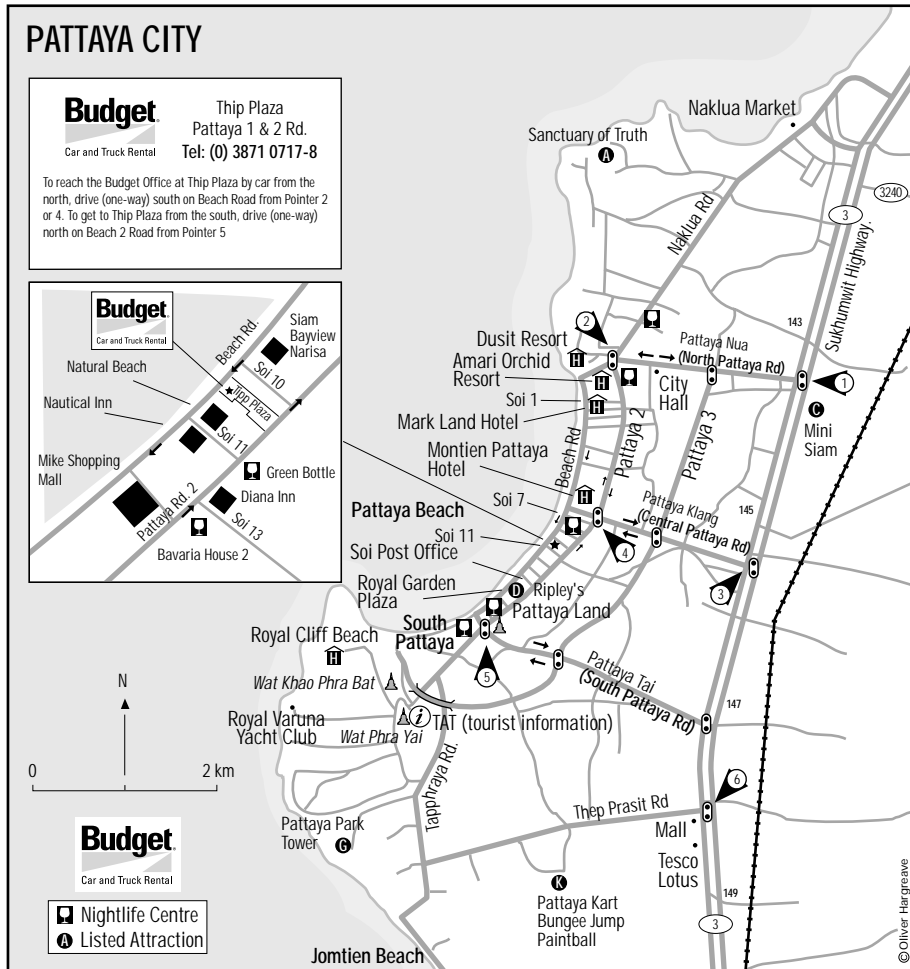 PATTAYA CITY
Budget®
Car and Truck Rental
Thip Plaza
Pattaya 1 & 2 Rd.
Tel: (0) 3871 0717-8
To reach the Budget Office at Thip Plaza by car from the
north, drive (one-way) south on Beach Road from Pointer 2
or 4. To get to Thip Plaza from the south, drive (one-way)
north on Beach 2 Road from Pointer 5
Budget®
Car and Truck Rental
Beach Rd.
Siam
Bayview
Narisa
Soi 10
Natural Beach
Tipp Plaza
Nautical Inn
Soi 11
Mike Shopping
Mall
Green Bottle
Pattaya Rd. 2
Diana Inn
Soi 13
Bavaria House 2
Naklua Market
Sanctuary of Truth
A
3240
3
Naklua Rd
Sukhumwit Highway.
143
2
Dusit Resort
H
Pattaya Nua
(North Pattaya Rd)
Amari Orchid
Resort
H
City
Hall
1
Soi 1
H
Mark Land Hotel
C
Mini
Siam
Pattaya 2
Pattaya 3
Beach Rd
Montien Pattaya
Hotel
H
Soi 7
Pattaya Klang
(Central Pattaya Rd)
145
Pattaya Beach
4
Soi 11
3
Soi Post Office
Royal Garden
Plaza
D
Ripley's
Pattaya Land
South
Pattaya
Royal Cliff Beach
H
5
Pattaya Tai
(South Pattaya Rd)
Wat Khao Phra Bat
147
Royal Varuna
Yacht Club
Wat Phra Yai
i
TAT (tourist information)
N
0
2 km
Tapphraya Rd.
6
Thep Prasit Rd
Mall
Tesco
Lotus
Pattaya Park
Tower
G
149
K
Pattaya Kart
Bungee Jump
Paintball
3
Budget®
Car and Truck Rental
Nightlife Centre
A Listed Attraction
Jomtien Beach
©Oliver Hargreave